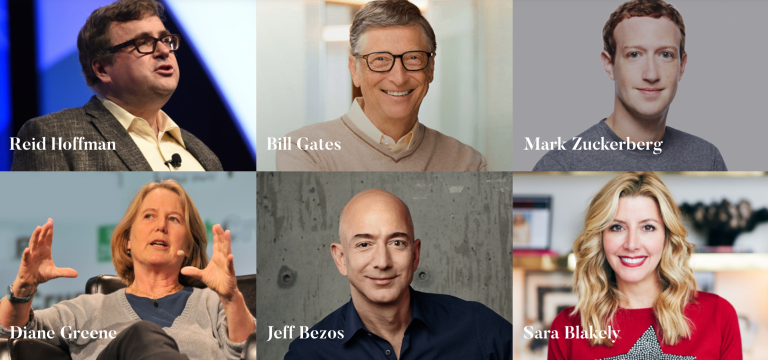 Reid Hoffman
Bill Gates
Mark Zuckerberg
Diane Greene
Jeff Bezos
Sara Blakely